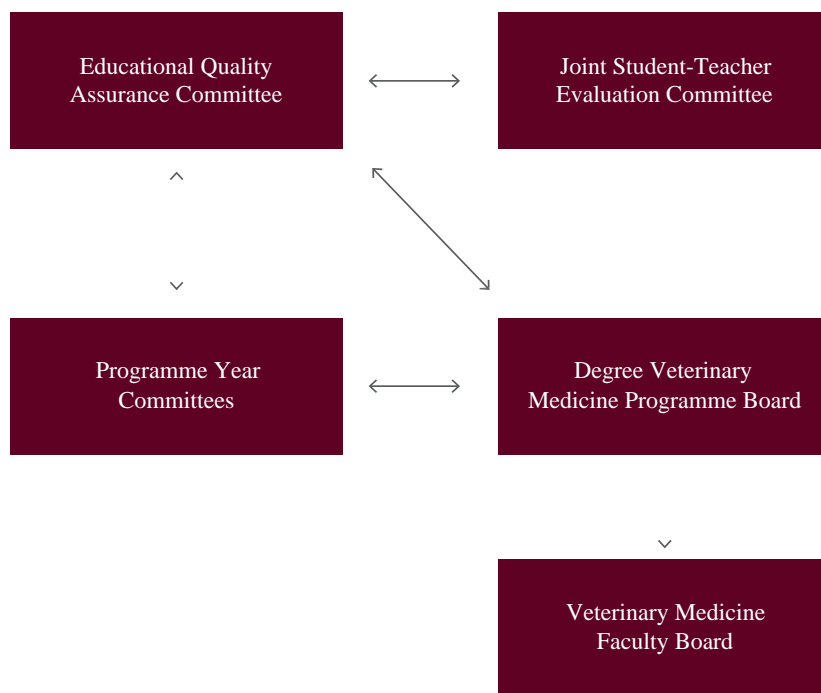 Educational Quality
Assurance Committee
Joint Student-Teacher
Evaluation Committee
Programme Year
Committees
Degree Veterinary
Medicine Programme Board
Veterinary Medicine
Faculty Board